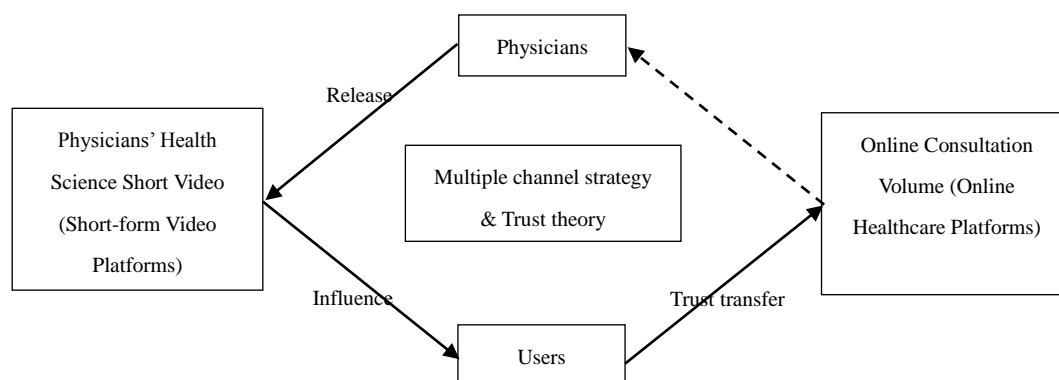 Physicians
Release
Physicians’ Health
Science Short Video
(Short-form Video
Platforms)
Multiple channel strategy
& Trust theory
Online Consultation
Volume (Online
Healthcare Platforms)
Influence
Trust transfer
Users